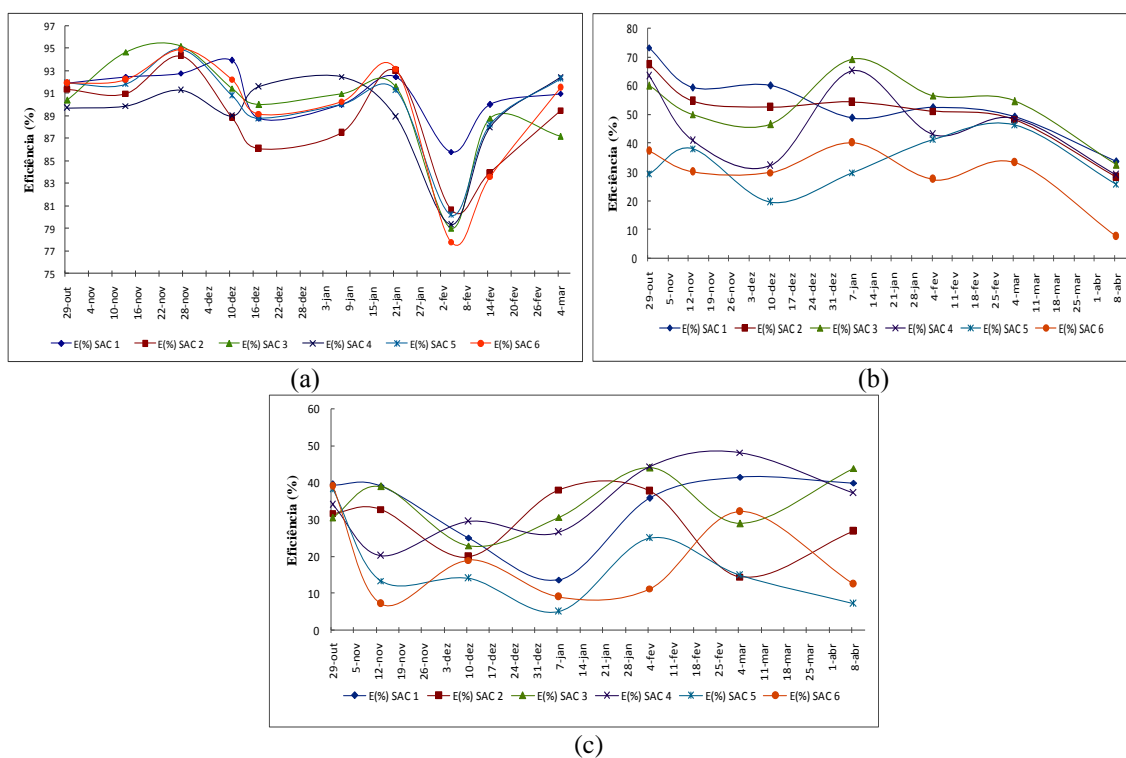 97
95
93
91
89
87
85
83
81
79
77
75
Eficiência (%)
29-out
4-nov
10-nov
16-nov
22-nov
28-nov
4-dez
10-dez
16-dez
22-dez
28-dez
3-jan
9-jan
15-jan
21-jan
27-jan
2-fev
8-fev
14-fev
20-fev
26-fev
4-mar
E(%) SAC 1 E(%) SAC 2 E(%) SAC 3 E(%) SAC 4 E(%) SAC 5 E(%) SAC 6
(a)
80
70
60
50
40
30
20
10
0
Eficiência (%)
29-out
5-nov
12-nov
19-nov
26-nov
3-dez
10-dez
17-dez
24-dez
31-dez
7-jan
14-jan
21-jan
28-jan
4-fev
11-fev
18-fev
25-fev
4-mar
11-mar
18-mar
25-mar
1-abr
8-abr
E(%) SAC 1 E(%) SAC 2 E(%) SAC 3 E(%) SAC 4 E(%) SAC 5 E(%) SAC 6
(b)
60
50
40
30
20
10
0
Eficiência (%)
29-out
5-nov
12-nov
19-nov
26-nov
3-dez
10-dez
17-dez
24-dez
31-dez
7-jan
14-jan
21-jan
28-jan
4-fev
11-fev
18-fev
25-fev
4-mar
11-mar
18-mar
25-mar
1-abr
8-abr
E(%) SAC 1 E(%) SAC 2 E(%) SAC 3 E(%) SAC 4 E(%) SAC 5 E(%) SAC 6
(c)